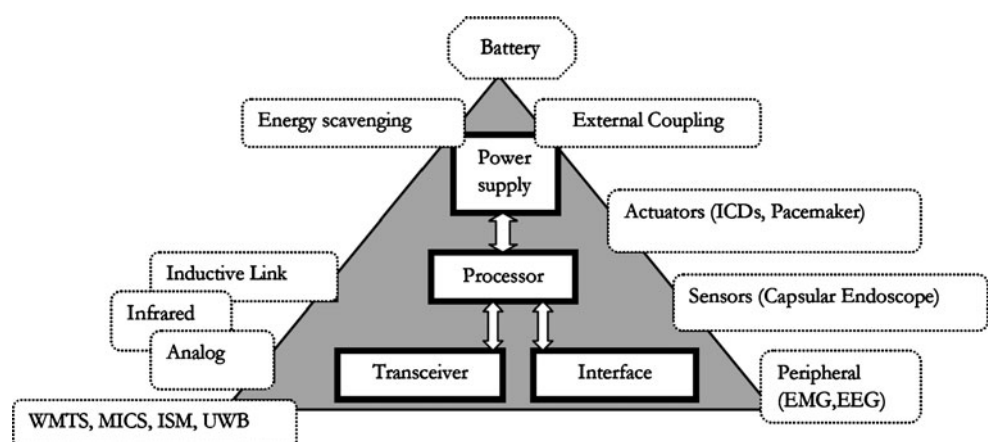 Battery
Energy scavenging
External Coupling
Power
supply
Actuators (ICDs, Pacemaker)
Inductive Link
Processor
Sensors (Capsular Endoscope)
Infrared
Analog
Transceiver
Interface
Peripheral
(EMG,EEG)
WMTS, MICS, ISM, UWB